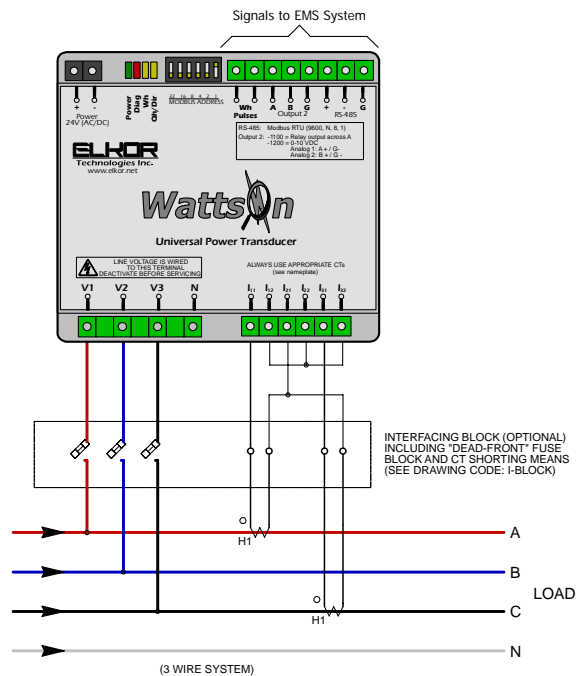 Signals to EMS System
+ -
Power
24V (AC/DC)
Power
Diag
Wh
Qh/Dir
32 16 8 4 2 1
MODBUS ADDRESS
Wh
Pulses
A B G
Output 2
+ - G
RS-485
RS-485: Modbus RTU (9600, N, 8, 1)
Output 2: -1100 = Relay output across A
-1200 = 0-10 VDC
Analog 1: A + / G-
Analog 2: B + / G -
ELKOR
Technologies Inc.
www.elkor.net
WattsOn
Universal Power Transducer
LINE VOLTAGE IS WIRED
TO THIS TERMINAL
DEACTIVATE BEFORE SERVICING
ALWAYS USE APPROPRIATE CTs
(see nameplate)
V1 V2 V3 N
I11 I12 I21 I22 I31 I32
INTERFACING BLOCK (OPTIONAL)
INCLUDING "DEAD-FRONT" FUSE
BLOCK AND CT SHORTING MEANS
(SEE DRAWING CODE: I-BLOCK)
H1
A
B
LOAD
C
H1
N
(3 WIRE SYSTEM)